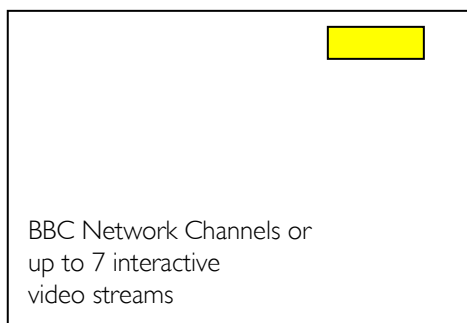 BBC Network Channels or
up to 7 interactive
video streams